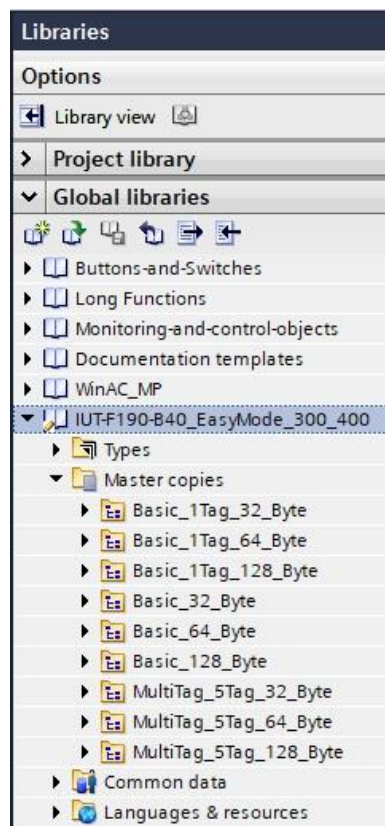 Libraries
Options
Library view
Project library
Global libraries
Buttons-and-Switches
Long Functions
Monitoring-and-control-objects
Documentation templates
WinAC_MP
IUT-F190-B40_EasyMode_300_400
Types
Master copies
Basic_1Tag_32_Byte
Basic_1Tag_64_Byte
Basic_1Tag_128_Byte
Basic_32_Byte
Basic_64_Byte
Basic_128_Byte
MultiTag_5Tag_32_Byte
MultiTag_5Tag_64_Byte
MultiTag_5Tag_128_Byte
Common data
Languages & resources